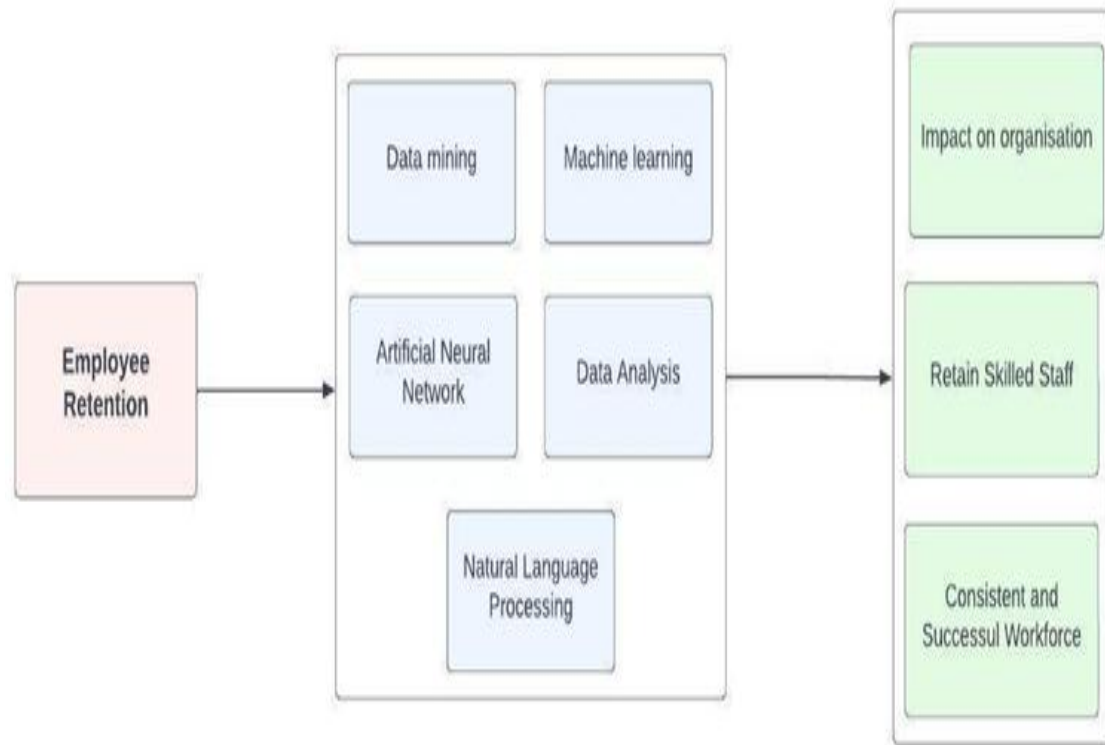 Employee
Retention
Data mining
Machine learning
Artificial Neural
Network
Data Analysis
Natural Language
Processing
Impact on organisation
Retain Skilled Staff
Consistent and
Successul Workforce